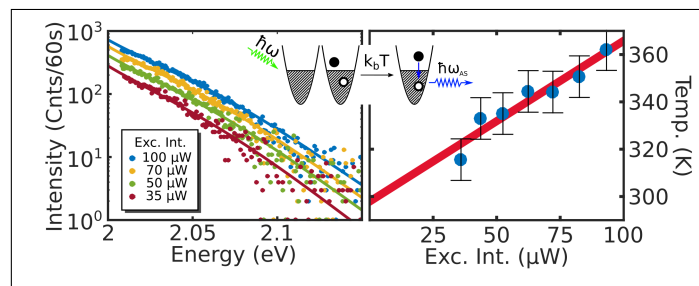 10³
10²
10¹
10⁰
Intensity (Cnts/60s)
Exc. Int.
100 μW
70 μW
50 μW
35 μW
2
2.05
2.1
Energy (eV)
ħω
k_bT
ħω_AS
360
340
320
300
Temp. (K)
25
50
75
100
Exc. Int. (μW)